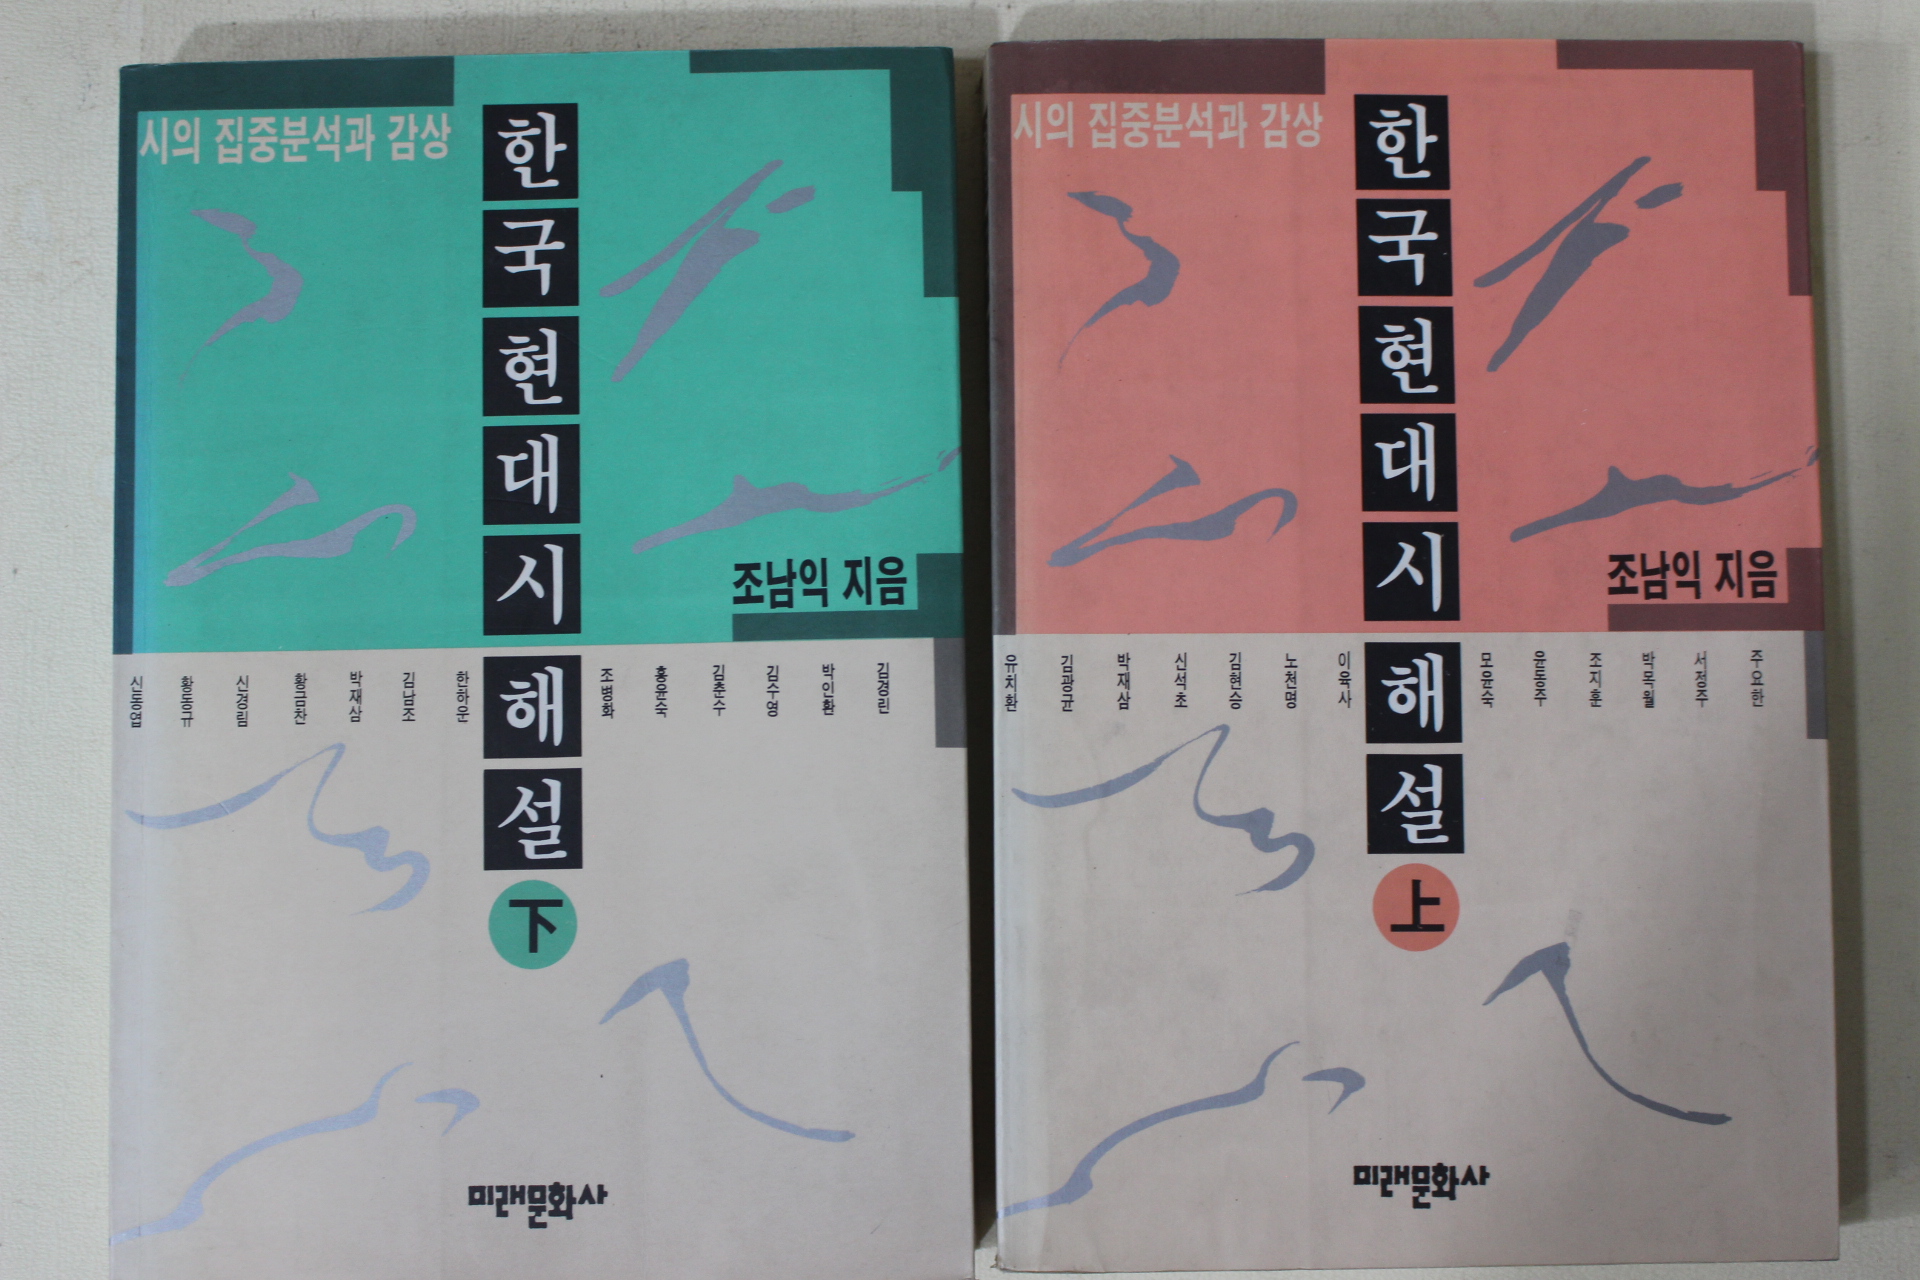 시의 집중분석과 감상
한국현대시 해설
下
조남익 지음
신동엽
황동규
신경림
황금찬
박재삼
김남조
한하운
조병화
홍윤숙
김춘수
김수영
박인환
김경린
미래문화사
시의 집중분석과 감상
한국현대시 해설
上
조남익 지음
유치환
김광균
박재삼
신석초
김현승
노천명
이육사
모윤숙
윤동주
조지훈
박목월
서정주
주요한
미래문화사